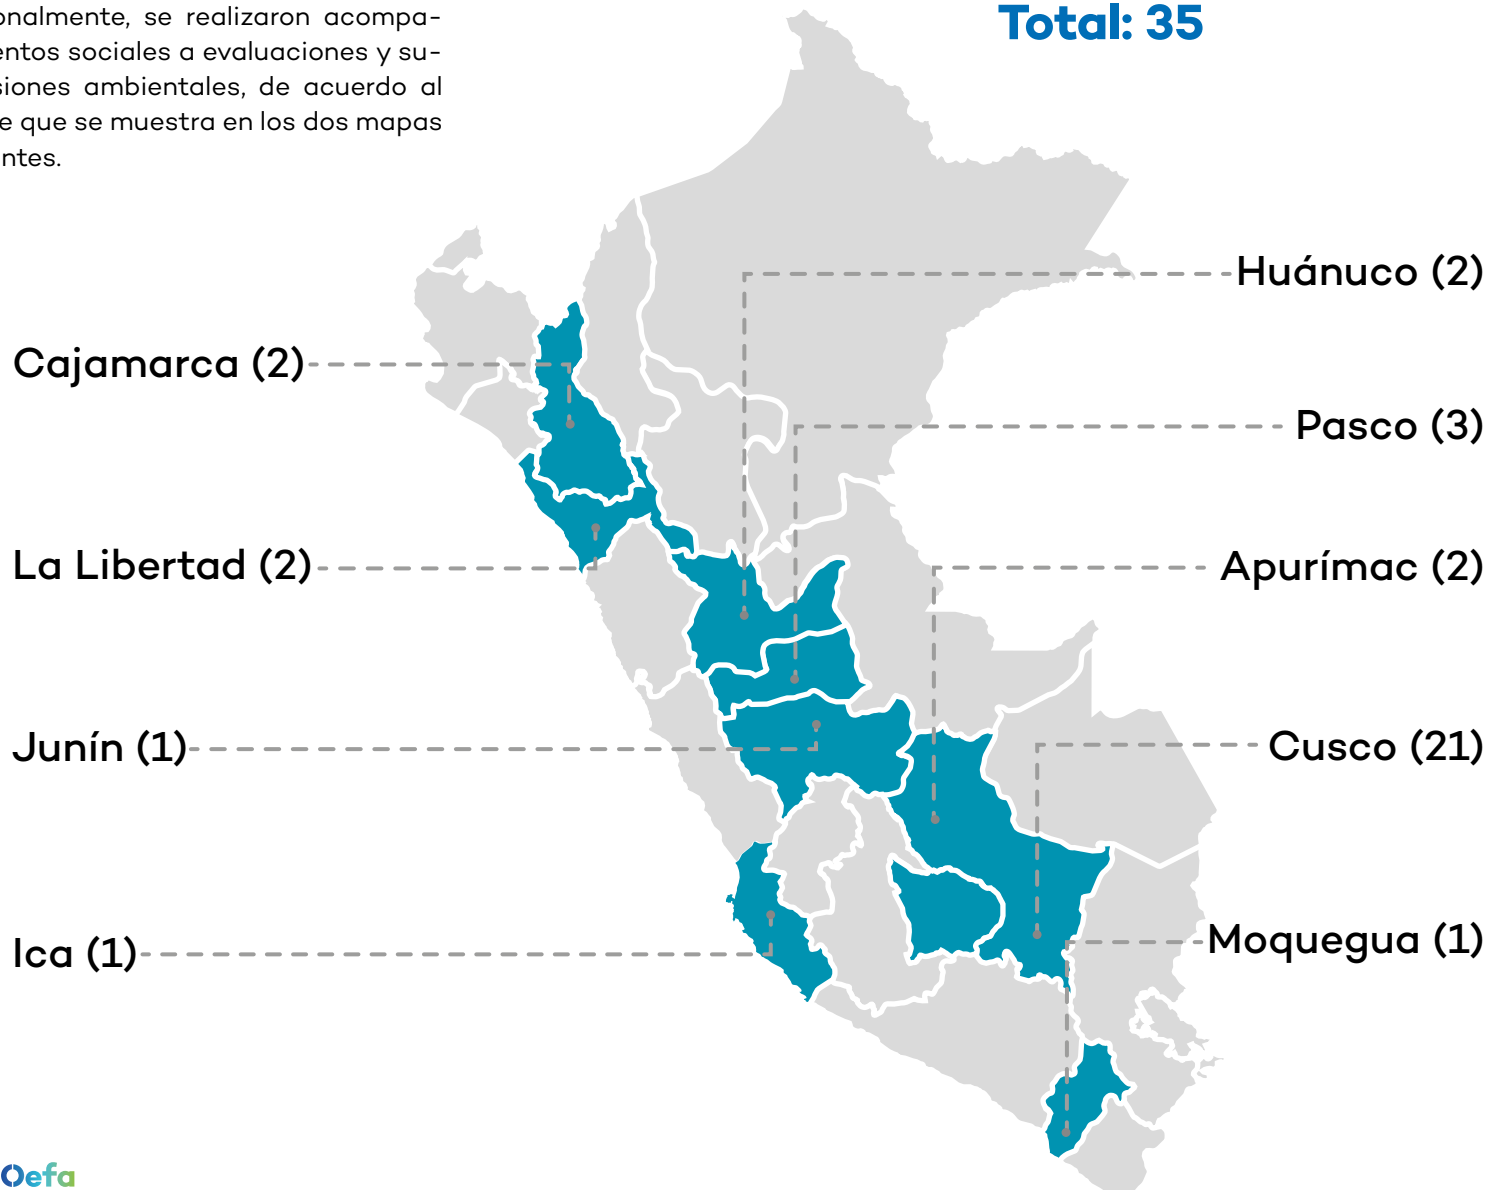 onalmente, se realizaron acompa-
entos sociales a evaluaciones y su-
siones ambientales, de acuerdo al
e que se muestra en los dos mapas
ntes.
Total: 35
Huánuco (2)
Cajamarca (2)
Pasco (3)
La Libertad (2)
Apurímac (2)
Junín (1)
Cusco (21)
Ica (1)
Moquegua (1)
Oefa